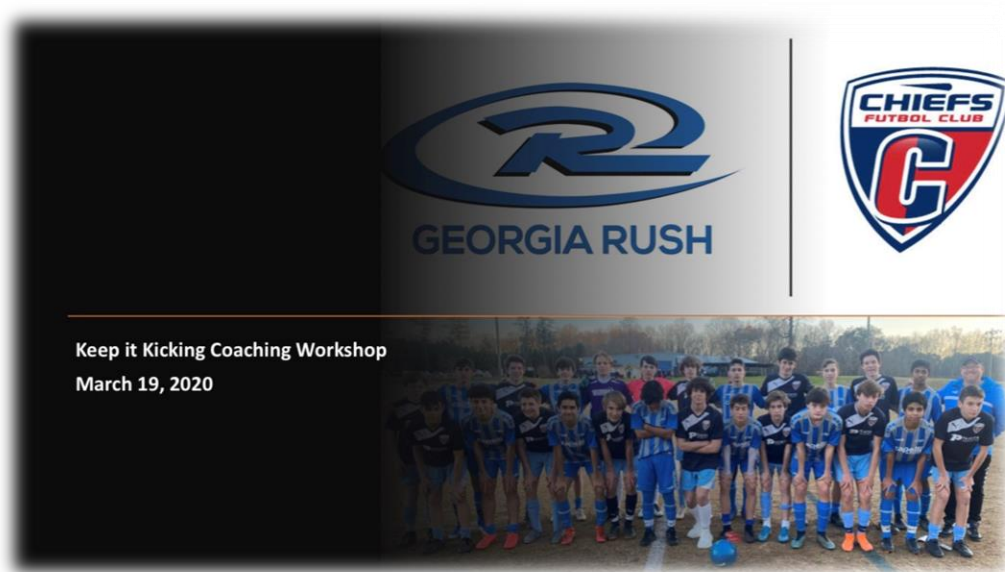 GEORGIA RUSH
CHIEFS
FUTBOL CLUB
C
Keep it Kicking Coaching Workshop
March 19, 2020